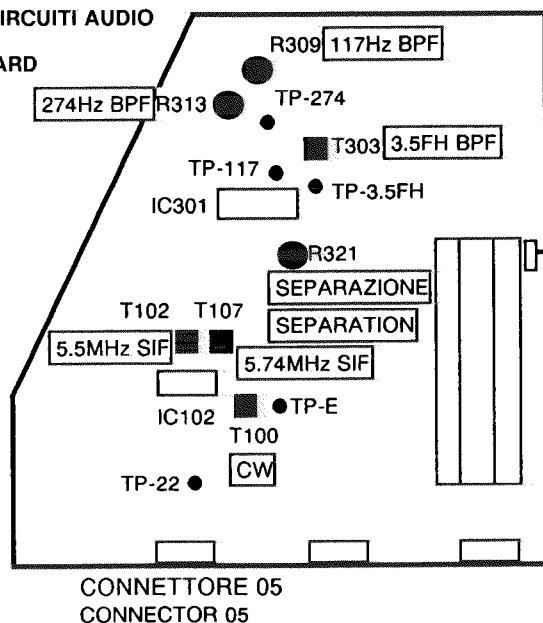 IRCUITI AUDIO
ARD
R309 117Hz BPF
274Hz BPF R313
TP-274
T303 3.5FH BPF
TP-117
TP-3.5FH
IC301
R321
SEPARAZIONE
SEPARATION
T102 T107
5.5MHz SIF
5.74MHz SIF
IC102
TP-E
T100
CW
TP-22
CONNETTORE 05
CONNECTOR 05